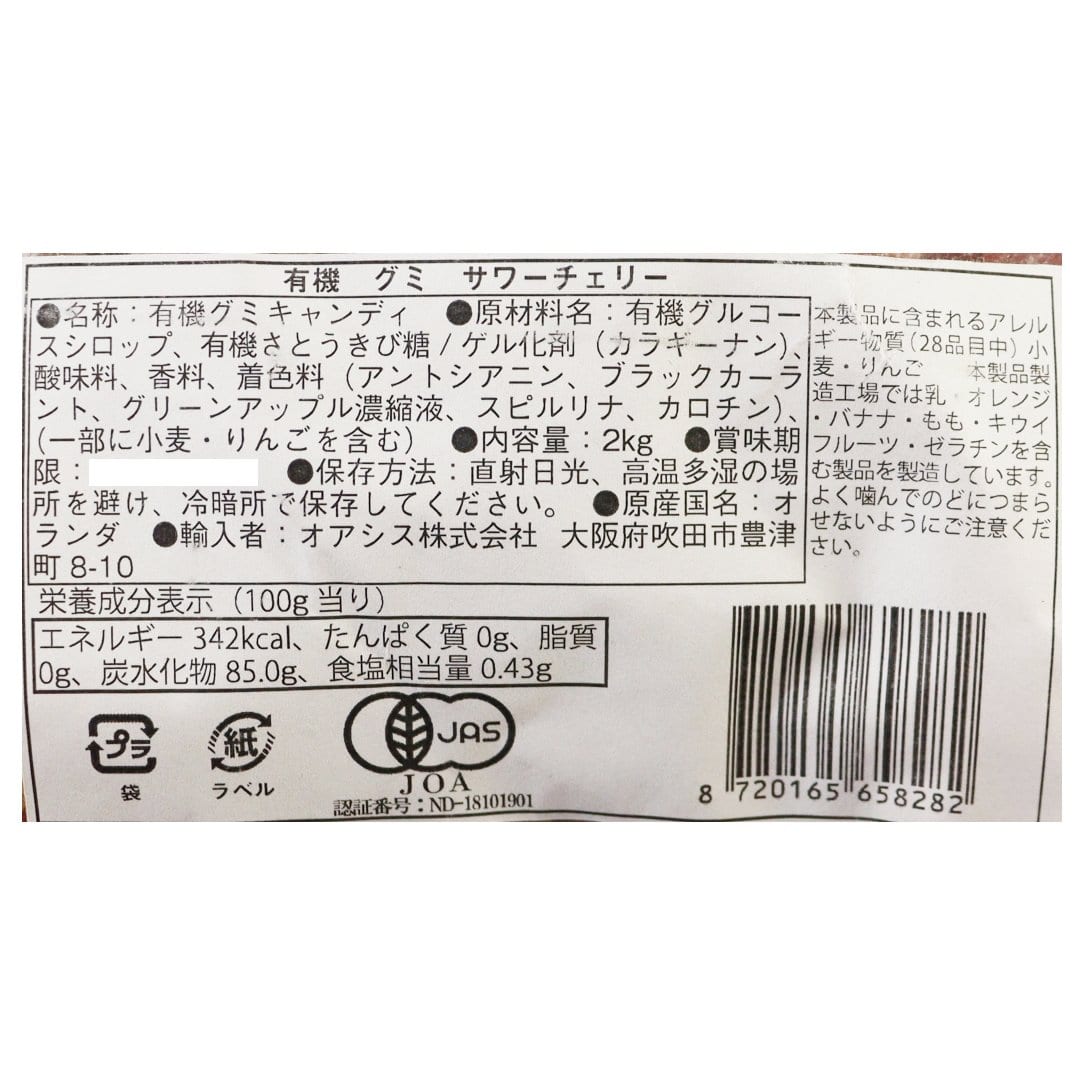 有機 グミ サワーチェリー
●名称：有機グミキャンディ ●原材料名：有機グルコー
スシロップ、有機さとうきび糖/ゲル化剤（カラギーナン)、
酸味料、香料、着色料（アントシアニン、ブラックカーラ
ント、グリーンアップル濃縮液、スピルリナ、カロチン)、
(一部に小麦・りんごを含む） ●内容量：2kg ●賞味期
限： ●保存方法：直射日光、高温多湿の場
所を避け、冷暗所で保存してください。 ●原産国名：オ
ランダ ●輸入者：オアシス株式会社 大阪府吹田市豊津
町 8-10
本製品に含まれるアレル
ギー物質(28品目中) 小
麦・りんご 本製品製
造工場では乳・オレンジ
・バナナ・もも・キウイ
フルーツ・ゼラチンを含
む製品を製造しています。
よく噛んでのどにつまら
せないようにご注意くだ
さい。
栄養成分表示（100g 当り）
エネルギー 342kcal、たんぱく質 0g、脂質
0g、炭水化物 85.0g、食塩相当量 0.43g
プラ
袋
紙
ラベル
JAS
JOA
認証番号：ND-18101901
8 720165 658282